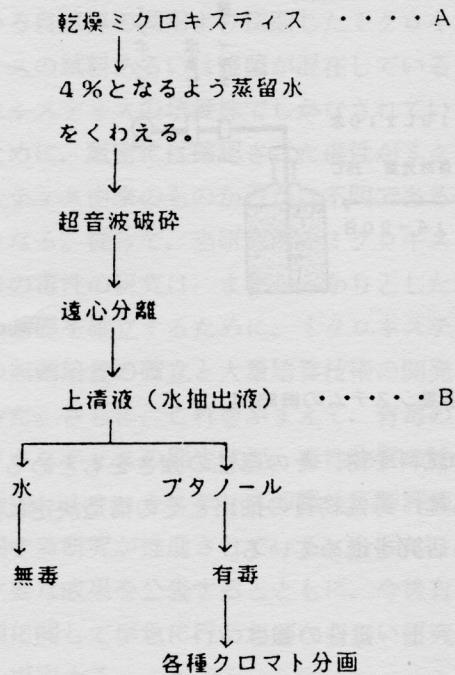 乾燥ミクロキスティス ・・・・・A
4%となるよう蒸留水
をくわえる。
超音波破砕
遠心分離
上清液(水抽出液) ・・・・・B
水 ブタノール
無毒 有毒
各種クロマト分画